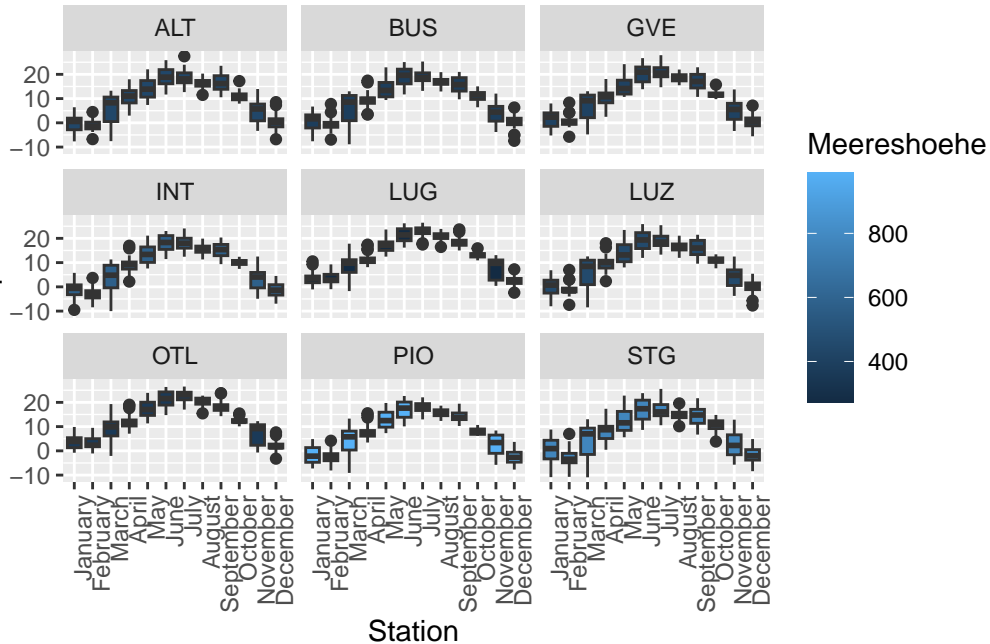 ALT BUS GVE
20
10
0
−10
INT LUG LUZ
20
10
0
−10
OTL PIO STG
20
10
0
−10
January February March April May June July August September October November December
January February March April May June July August September October November December
January February March April May June July August September October November December
Station
Meereshoehe
800
600
400